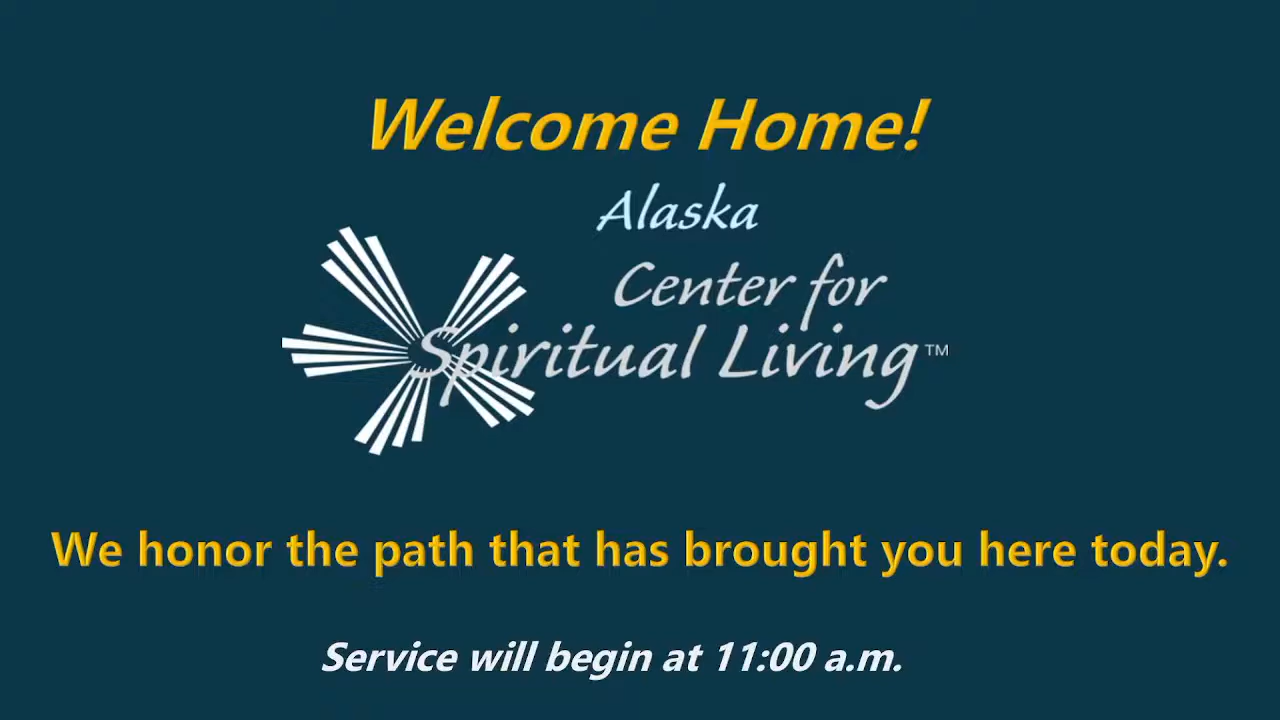 Welcome Home!
Alaska
Center for
Spiritual Living™
We honor the path that has brought you here today.
Service will begin at 11:00 a.m.